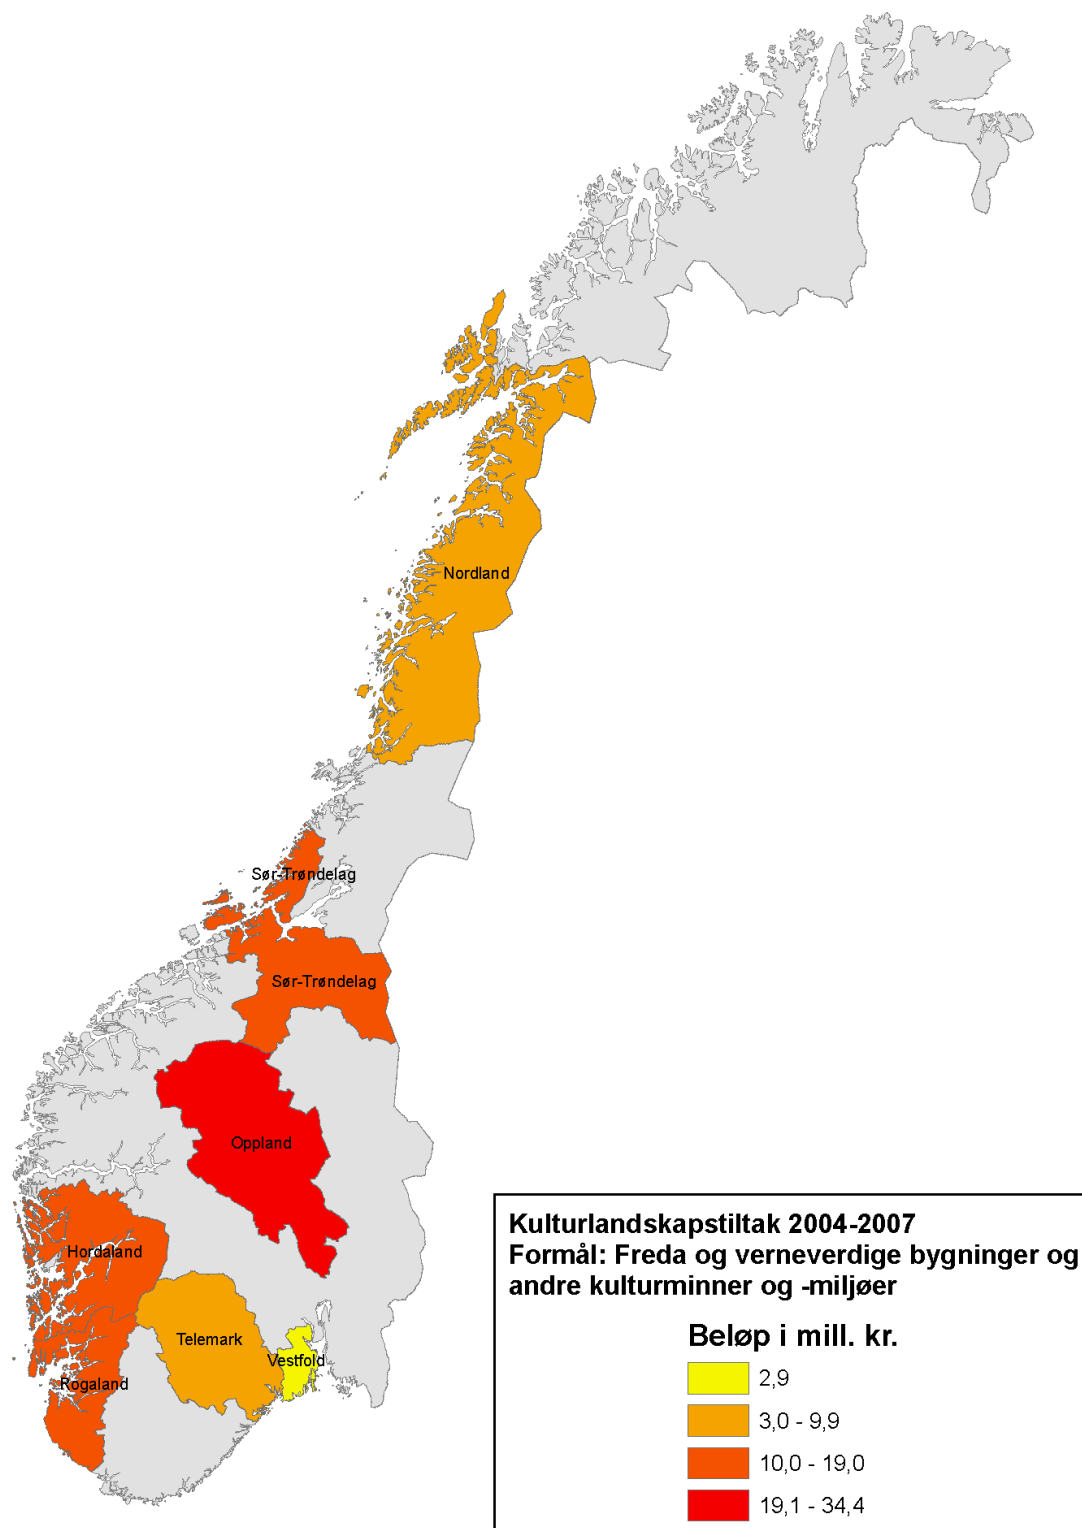 Nordland
Sør-Trøndelag
Sør-Trøndelag
Oppland
Hordaland
Telemark
Vestfold
Rogaland
Kulturlandskapstiltak 2004-2007
Formål: Freda og verneverdige bygninger og
andre kulturminner og -miljøer
Beløp i mill. kr.
2,9
3,0 - 9,9
10,0 - 19,0
19,1 - 34,4